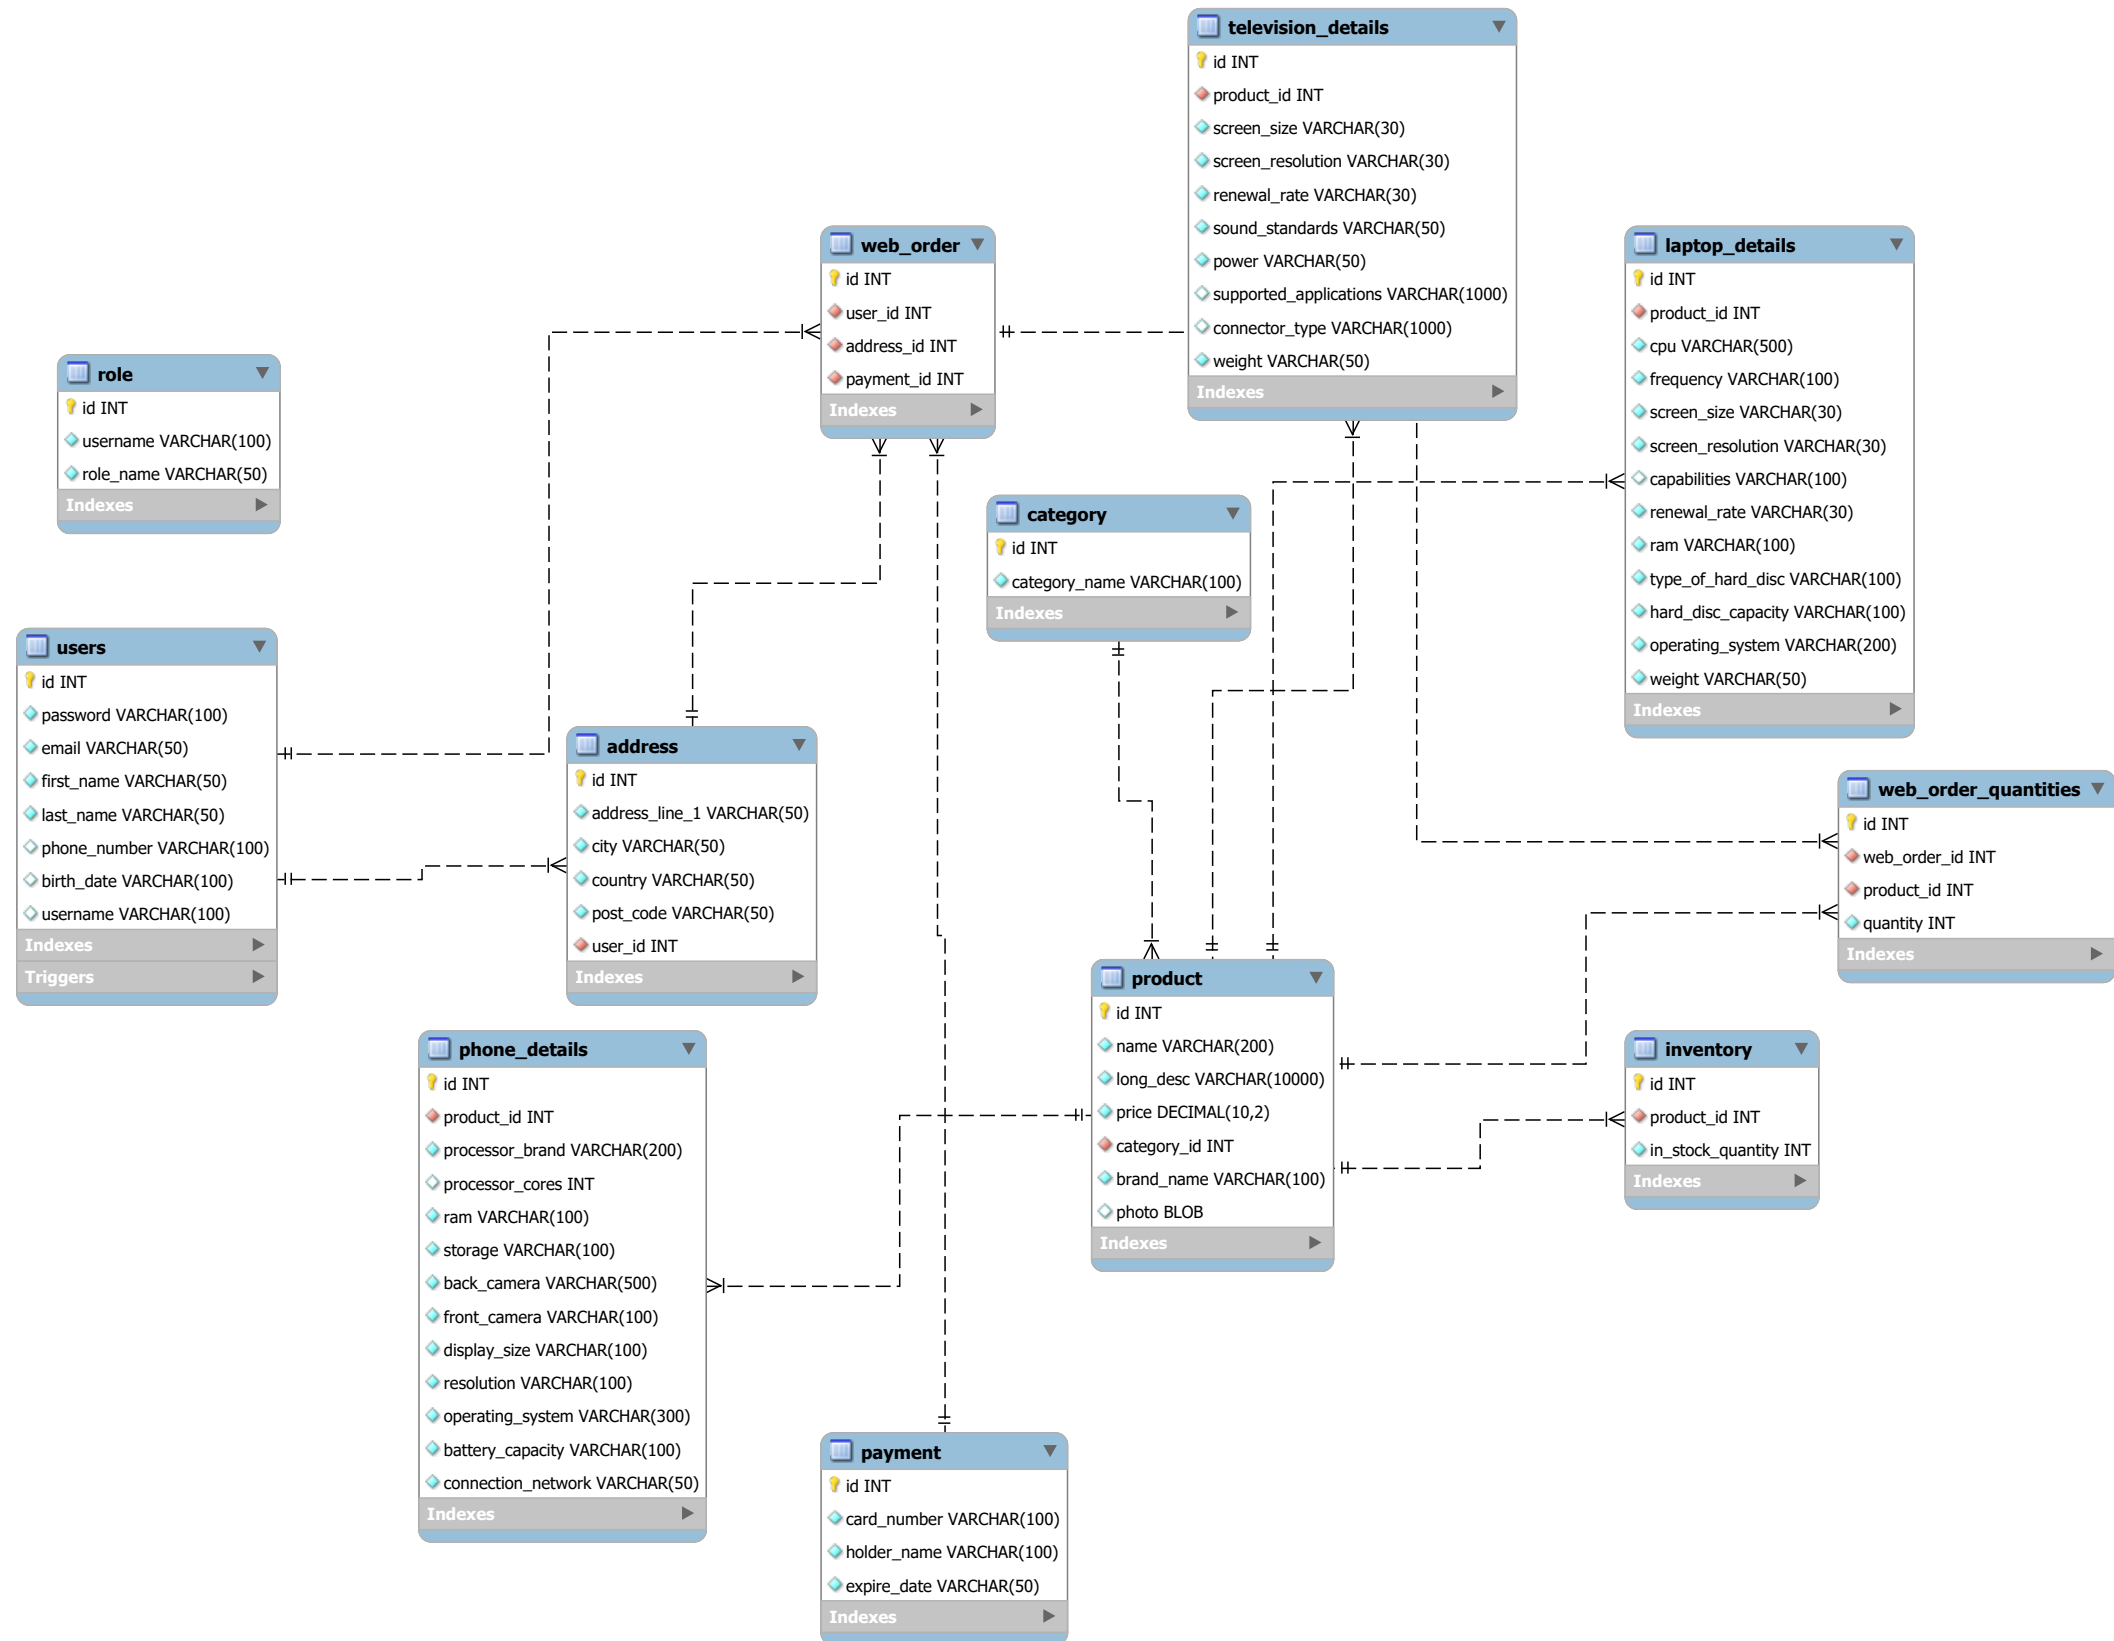 television_details
id INT
product_id INT
screen_size VARCHAR(30)
screen_resolution VARCHAR(30)
renewal_rate VARCHAR(30)
sound_standards VARCHAR(50)
power VARCHAR(50)
supported_applications VARCHAR(1000)
connector_type VARCHAR(1000)
weight VARCHAR(50)
Indexes
web_order
id INT
user_id INT
address_id INT
payment_id INT
Indexes
laptop_details
id INT
product_id INT
cpu VARCHAR(500)
frequency VARCHAR(100)
screen_size VARCHAR(30)
screen_resolution VARCHAR(30)
capabilities VARCHAR(100)
renewal_rate VARCHAR(30)
ram VARCHAR(100)
type_of_hard_disc VARCHAR(100)
hard_disc_capacity VARCHAR(100)
operating_system VARCHAR(200)
weight VARCHAR(50)
Indexes
role
id INT
username VARCHAR(100)
role_name VARCHAR(50)
Indexes
category
id INT
category_name VARCHAR(100)
Indexes
users
id INT
password VARCHAR(100)
email VARCHAR(50)
first_name VARCHAR(50)
last_name VARCHAR(50)
phone_number VARCHAR(100)
birth_date VARCHAR(100)
username VARCHAR(100)
Indexes
Triggers
address
id INT
address_line_1 VARCHAR(50)
city VARCHAR(50)
country VARCHAR(50)
post_code VARCHAR(50)
user_id INT
Indexes
web_order_quantities
id INT
web_order_id INT
product_id INT
quantity INT
Indexes
product
id INT
name VARCHAR(200)
long_desc VARCHAR(10000)
price DECIMAL(10,2)
category_id INT
brand_name VARCHAR(100)
photo BLOB
Indexes
phone_details
id INT
product_id INT
processor_brand VARCHAR(200)
processor_cores INT
ram VARCHAR(100)
storage VARCHAR(100)
back_camera VARCHAR(500)
front_camera VARCHAR(100)
display_size VARCHAR(100)
resolution VARCHAR(100)
operating_system VARCHAR(300)
battery_capacity VARCHAR(100)
connection_network VARCHAR(50)
Indexes
inventory
id INT
product_id INT
in_stock_quantity INT
Indexes
payment
id INT
card_number VARCHAR(100)
holder_name VARCHAR(100)
expire_date VARCHAR(50)
Indexes